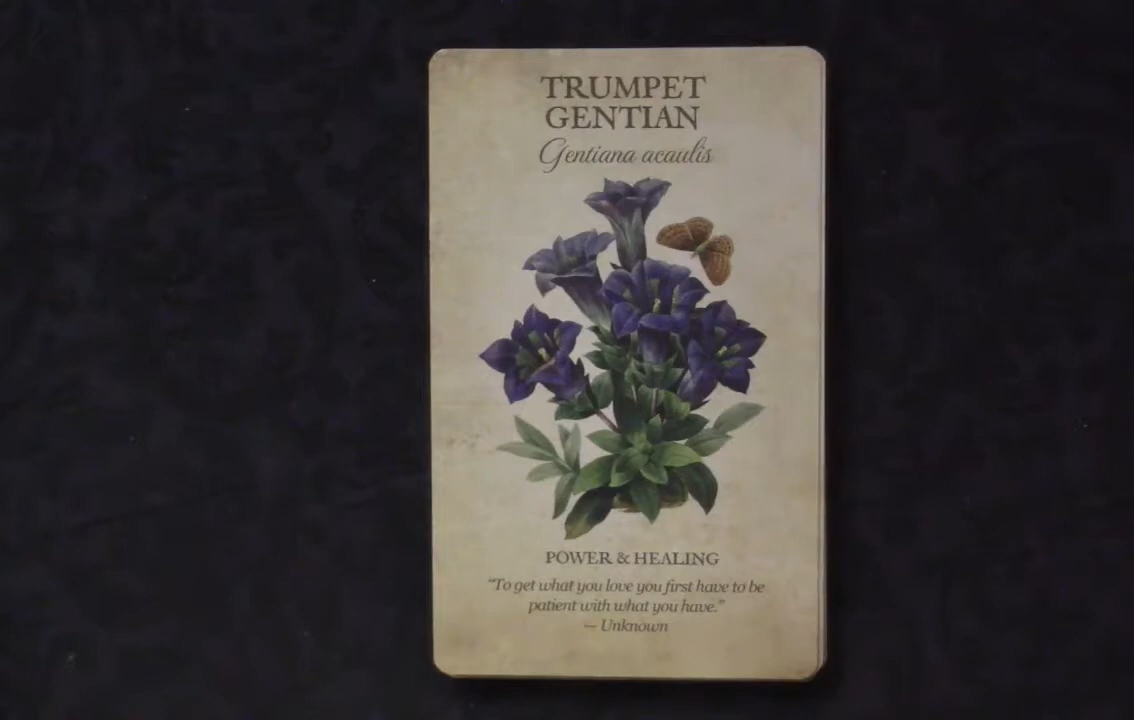 TRUMPET
GENTIAN
Gentiana acaulis
POWER & HEALING
"To get what you love you first have to be
patient with what you have."
— Unknown